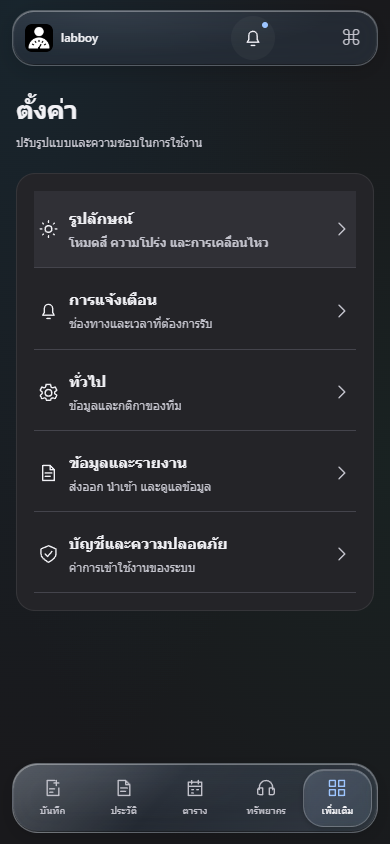 labboy
ตั้งค่า
ปรับรูปแบบและความชอบในการใช้งาน
รูปลักษณ์
โหมดสี ความโปร่ง และการเคลื่อนไหว
การแจ้งเตือน
ช่องทางและเวลาที่ต้องการรับ
ทั่วไป
ข้อมูลและกติกาของทีม
ข้อมูลและรายงาน
ส่งออก นำเข้า และดูแลข้อมูล
บัญชีและความปลอดภัย
ค่าการเข้าใช้งานของระบบ
บันทึก
ประวัติ
ตาราง
ทรัพยากร
เพิ่มเติม